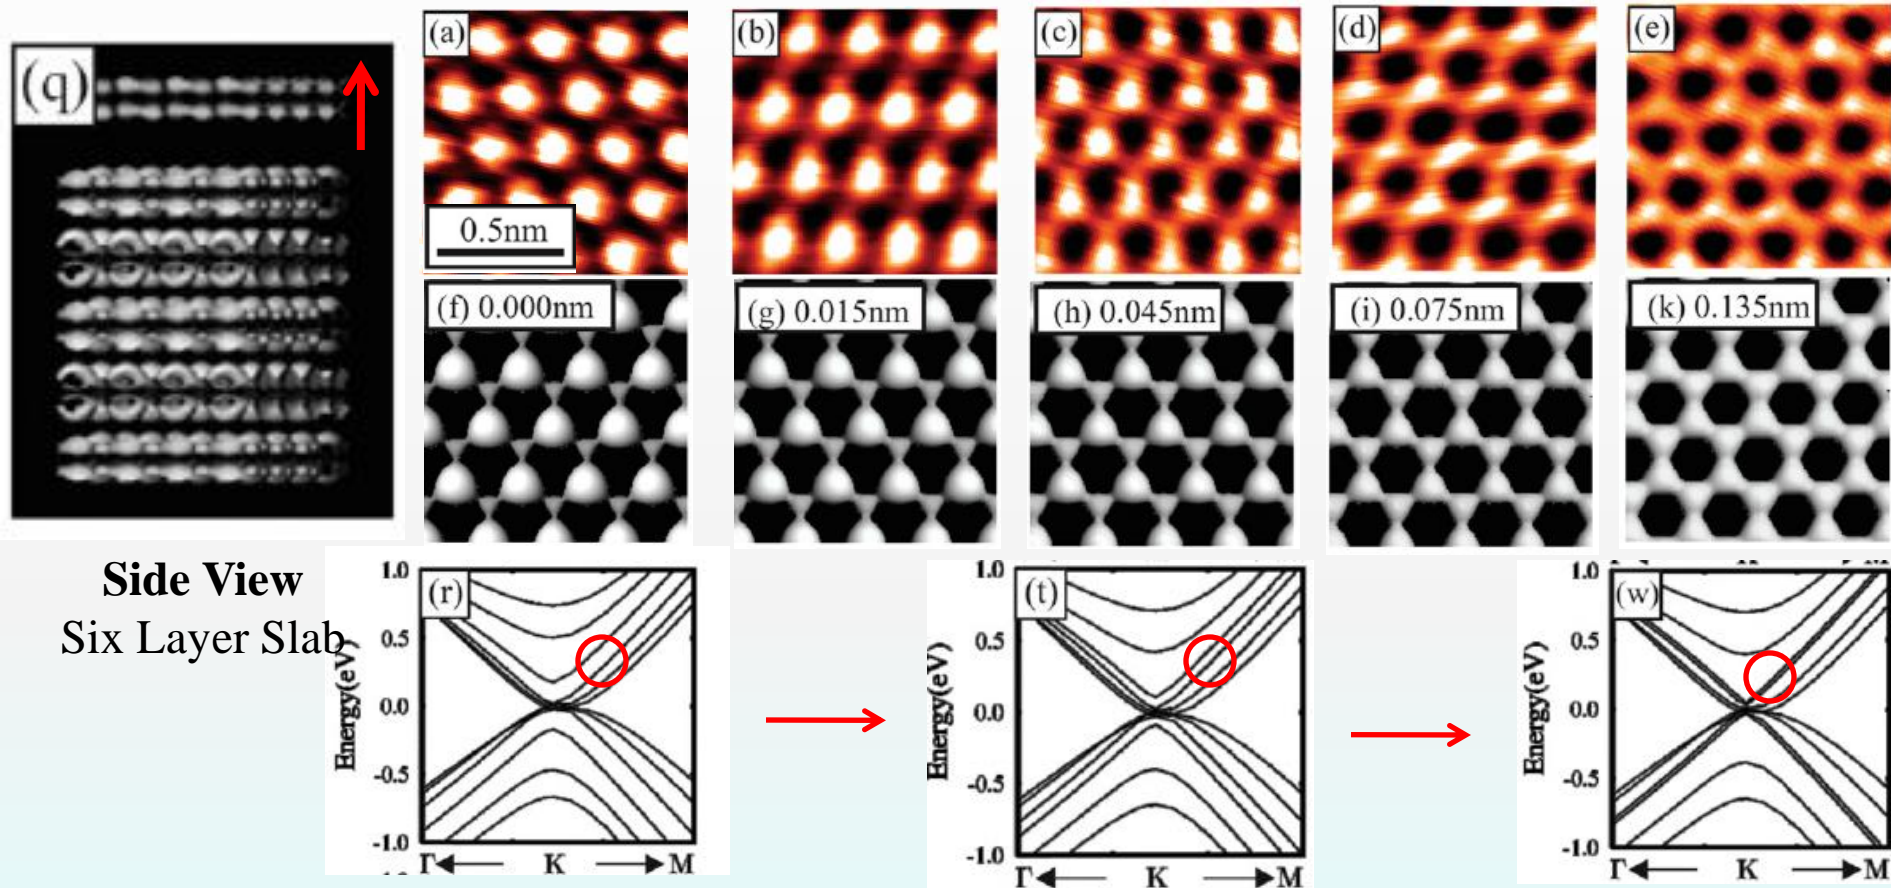 (q)
(a)
(b)
(c)
(d)
(e)
0.5nm
(f) 0.000nm
(g) 0.015nm
(h) 0.045nm
(i) 0.075nm
(k) 0.135nm
Side View
Six Layer Slab
(r)
Energy(eV)
1.0
0.5
0.0
-0.5
-1.0
Γ K M
(t)
Energy(eV)
1.0
0.5
0.0
-0.5
-1.0
Γ K M
(w)
Energy(eV)
1.0
0.5
0.0
-0.5
-1.0
Γ K M